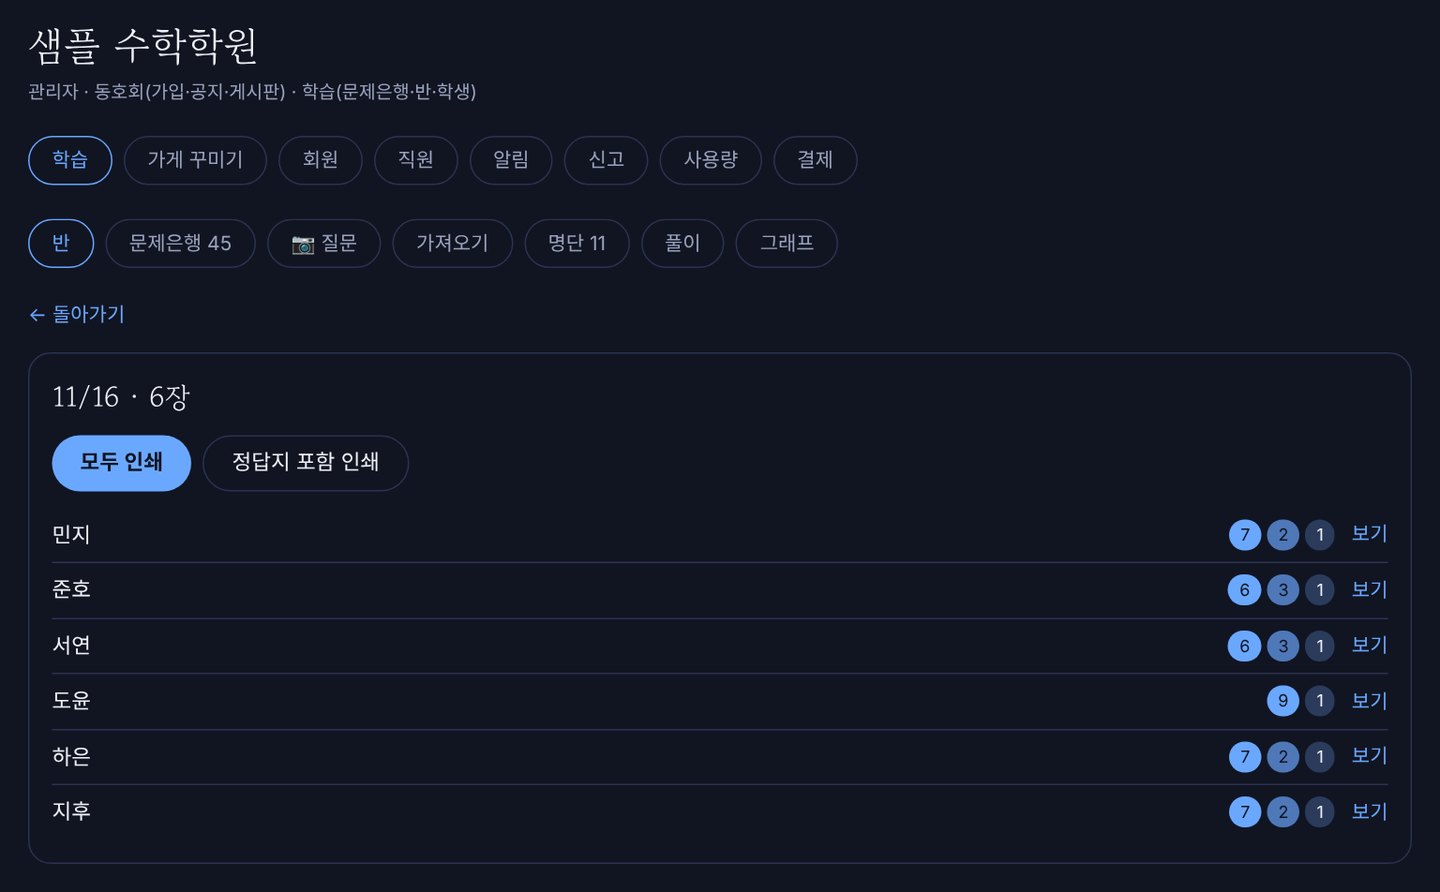 샘플 수학학원
관리자 · 동호회(가입·공지·게시판) · 학습(문제은행·반·학생)
학습 가게 꾸미기 회원 직원 알림 신고 사용량 결제
반 문제은행 45 📷 질문 가져오기 명단 11 풀이 그래프
← 돌아가기
11/16 · 6장
모두 인쇄 정답지 포함 인쇄
민지 7 2 1 보기
준호 6 3 1 보기
서연 6 3 1 보기
도윤 9 1 보기
하은 7 2 1 보기
지후 7 2 1 보기